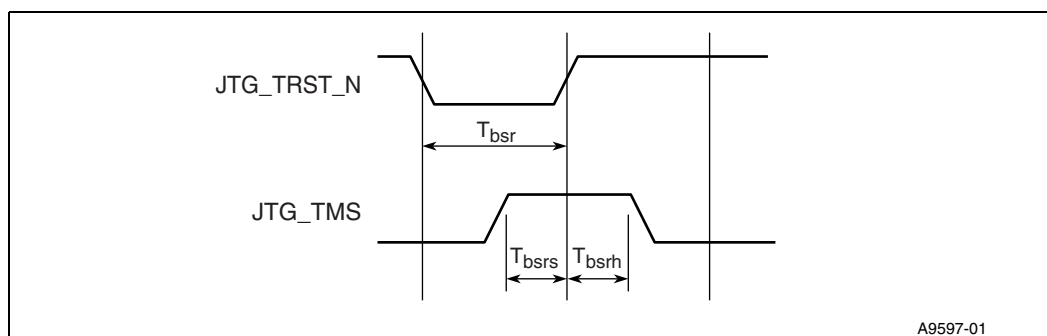 JTG_TRST_N
Tbsr
JTG_TMS
Tbsrs
Tbsrh
A9597-01